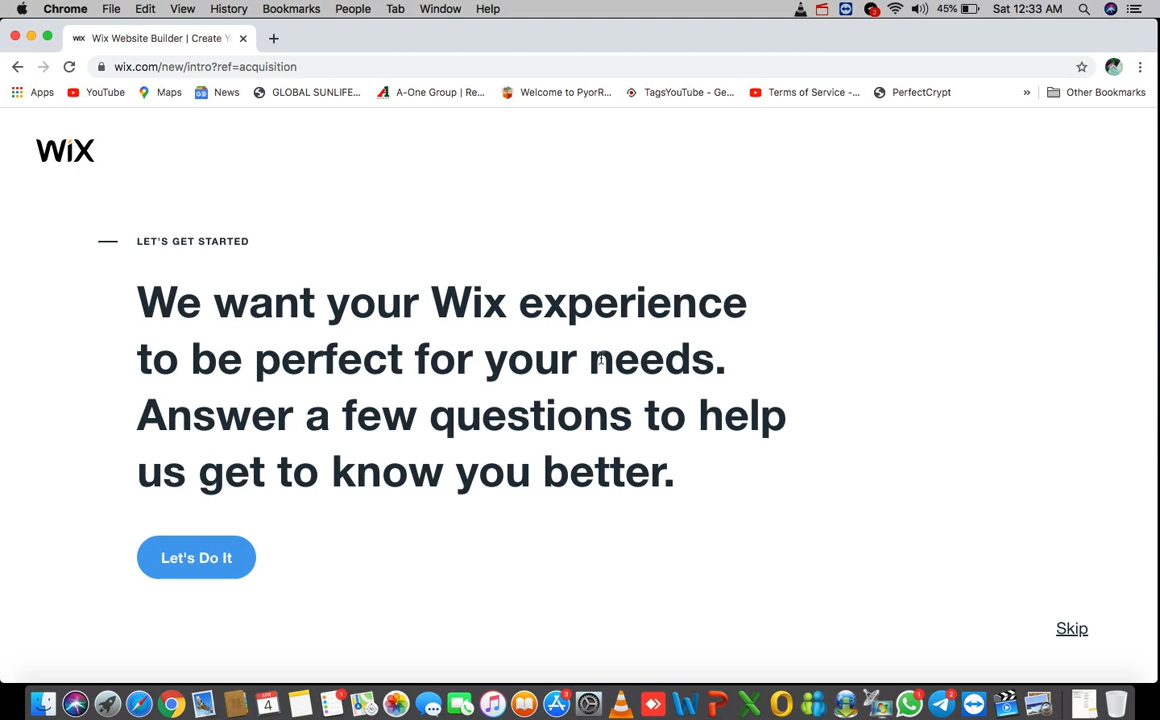 Chrome File Edit View History Bookmarks People Tab Window Help 45% Sat 12:33 AM
WIX Wix Website Builder | Create Yo
wix.com/new/intro?ref=acquisition
Apps YouTube Maps News GLOBAL SUNLIFE... A-One Group | Re... Welcome to PyorR... TagsYouTube - Ge... Terms of Service -... PerfectCrypt » Other Bookmarks
WiX
LET'S GET STARTED
We want your Wix experience
to be perfect for your needs.
Answer a few questions to help
us get to know you better.
Let's Do It
Skip